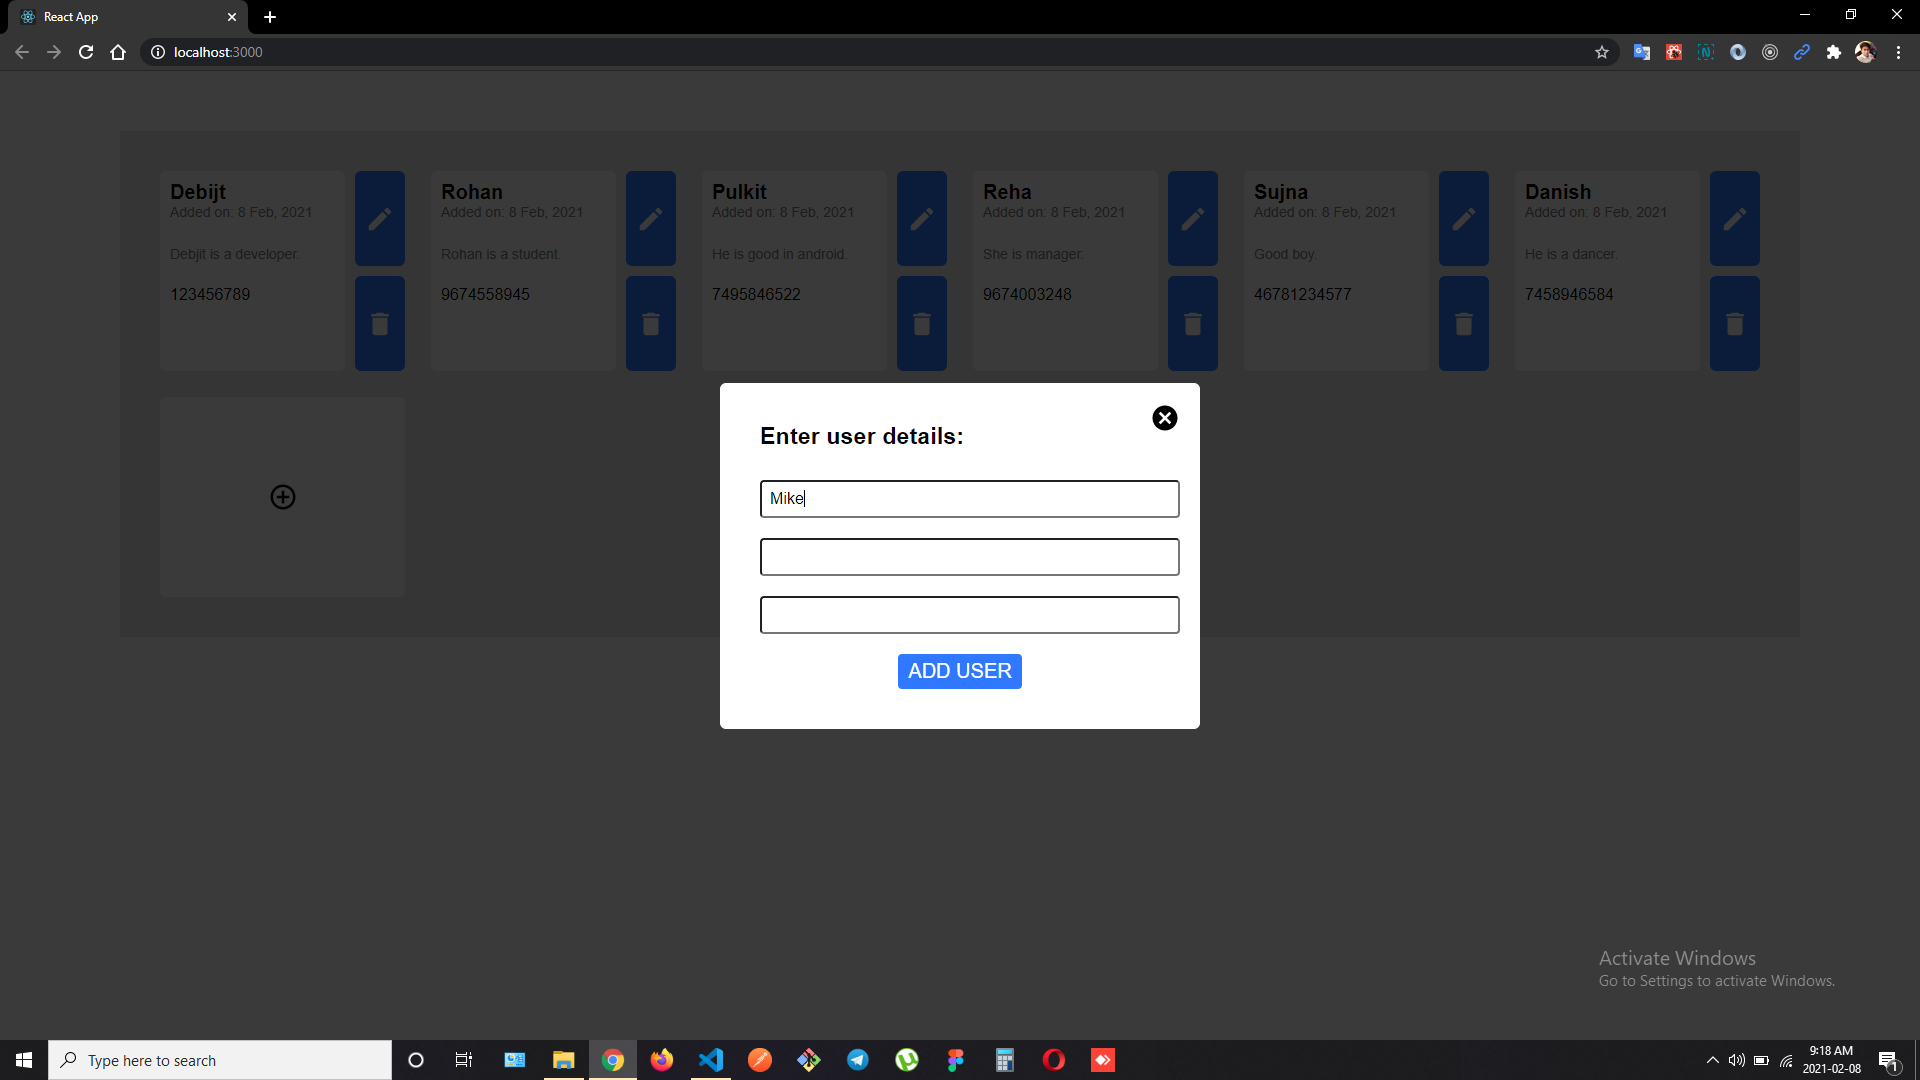 React App
localhost:3000
Debijt
Added on: 8 Feb, 2021
Debjit is a developer.
123456789
Rohan
Added on: 8 Feb, 2021
Rohan is a student.
9674558945
Pulkit
Added on: 8 Feb, 2021
He is good in android.
7495846522
Reha
Added on: 8 Feb, 2021
She is manager.
9674003248
Sujna
Added on: 8 Feb, 2021
Good boy.
46781234577
Danish
Added on: 8 Feb, 2021
He is a dancer.
7458946584
Enter user details:
Mike
ADD USER
Activate Windows
Go to Settings to activate Windows.
Type here to search
9:18 AM
2021-02-08
1